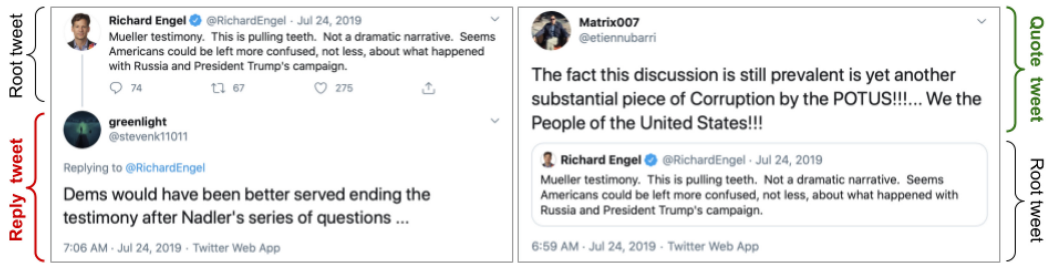 Root tweet
Richard Engel @RichardEngel · Jul 24, 2019
Mueller testimony. This is pulling teeth. Not a dramatic narrative. Seems
Americans could be left more confused, not less, about what happened
with Russia and President Trump's campaign.
74 67 275
Reply tweet
greenlight
@stevenk11011
Replying to @RichardEngel
Dems would have been better served ending the
testimony after Nadler's series of questions ...
7:06 AM · Jul 24, 2019 · Twitter Web App
Matrix007
@etiennubarri
The fact this discussion is still prevalent is yet another
substantial piece of Corruption by the POTUS!!!... We the
People of the United States!!!
Quote tweet
Richard Engel @RichardEngel · Jul 24, 2019
Mueller testimony. This is pulling teeth. Not a dramatic narrative. Seems
Americans could be left more confused, not less, about what happened with
Russia and President Trump's campaign.
Root tweet
6:59 AM · Jul 24, 2019 · Twitter Web App